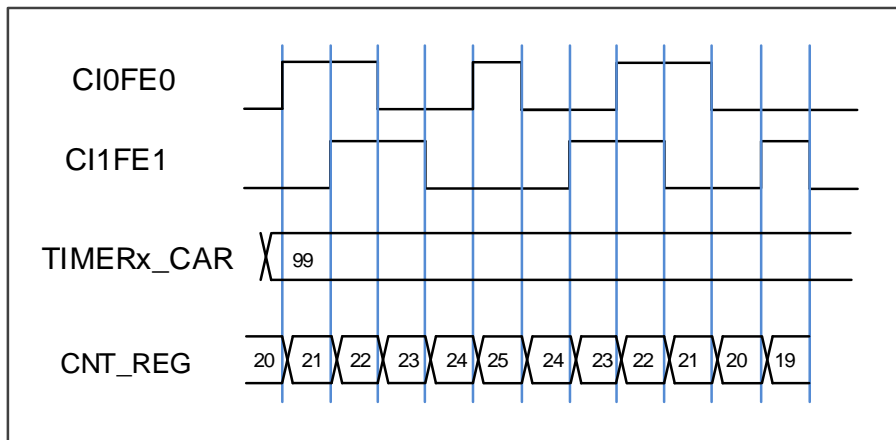 CI0FE0
CI1FE1
TIMERx_CAR 99
CNT_REG 20 21 22 23 24 25 24 23 22 21 20 19